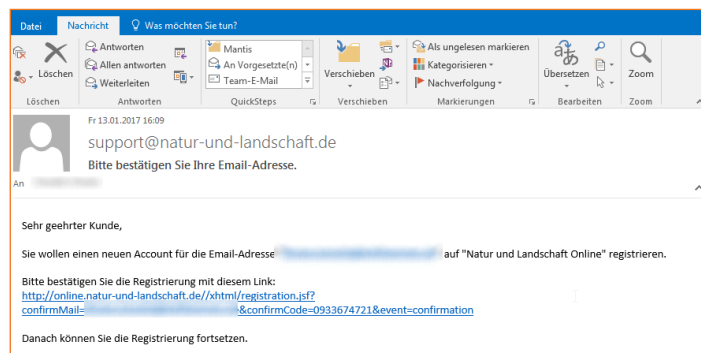 Datei Nachricht Was möchten Sie tun?
Antworten Mantis Als ungelesen markieren
Allen antworten An Vorgesetzte(n) Kategorisieren
Löschen Weiterleiten Team-E-Mail Verschieben Nachverfolgung Übersetzen Zoom
Löschen Antworten QuickSteps Verschieben Markierungen Bearbeiten Zoom
Fr 13.01.2017 16:09
support@natur-und-landschaft.de
Bitte bestätigen Sie Ihre Email-Adresse.
An
Sehr geehrter Kunde,
Sie wollen einen neuen Account für die Email-Adresse auf "Natur und Landschaft Online" registrieren.
Bitte bestätigen Sie die Registrierung mit diesem Link:
http://online.natur-und-landschaft.de//xhtml/registration.jsf?
confirmMail= &confirmCode=0933674721&event=confirmation
Danach können Sie die Registrierung fortsetzen.